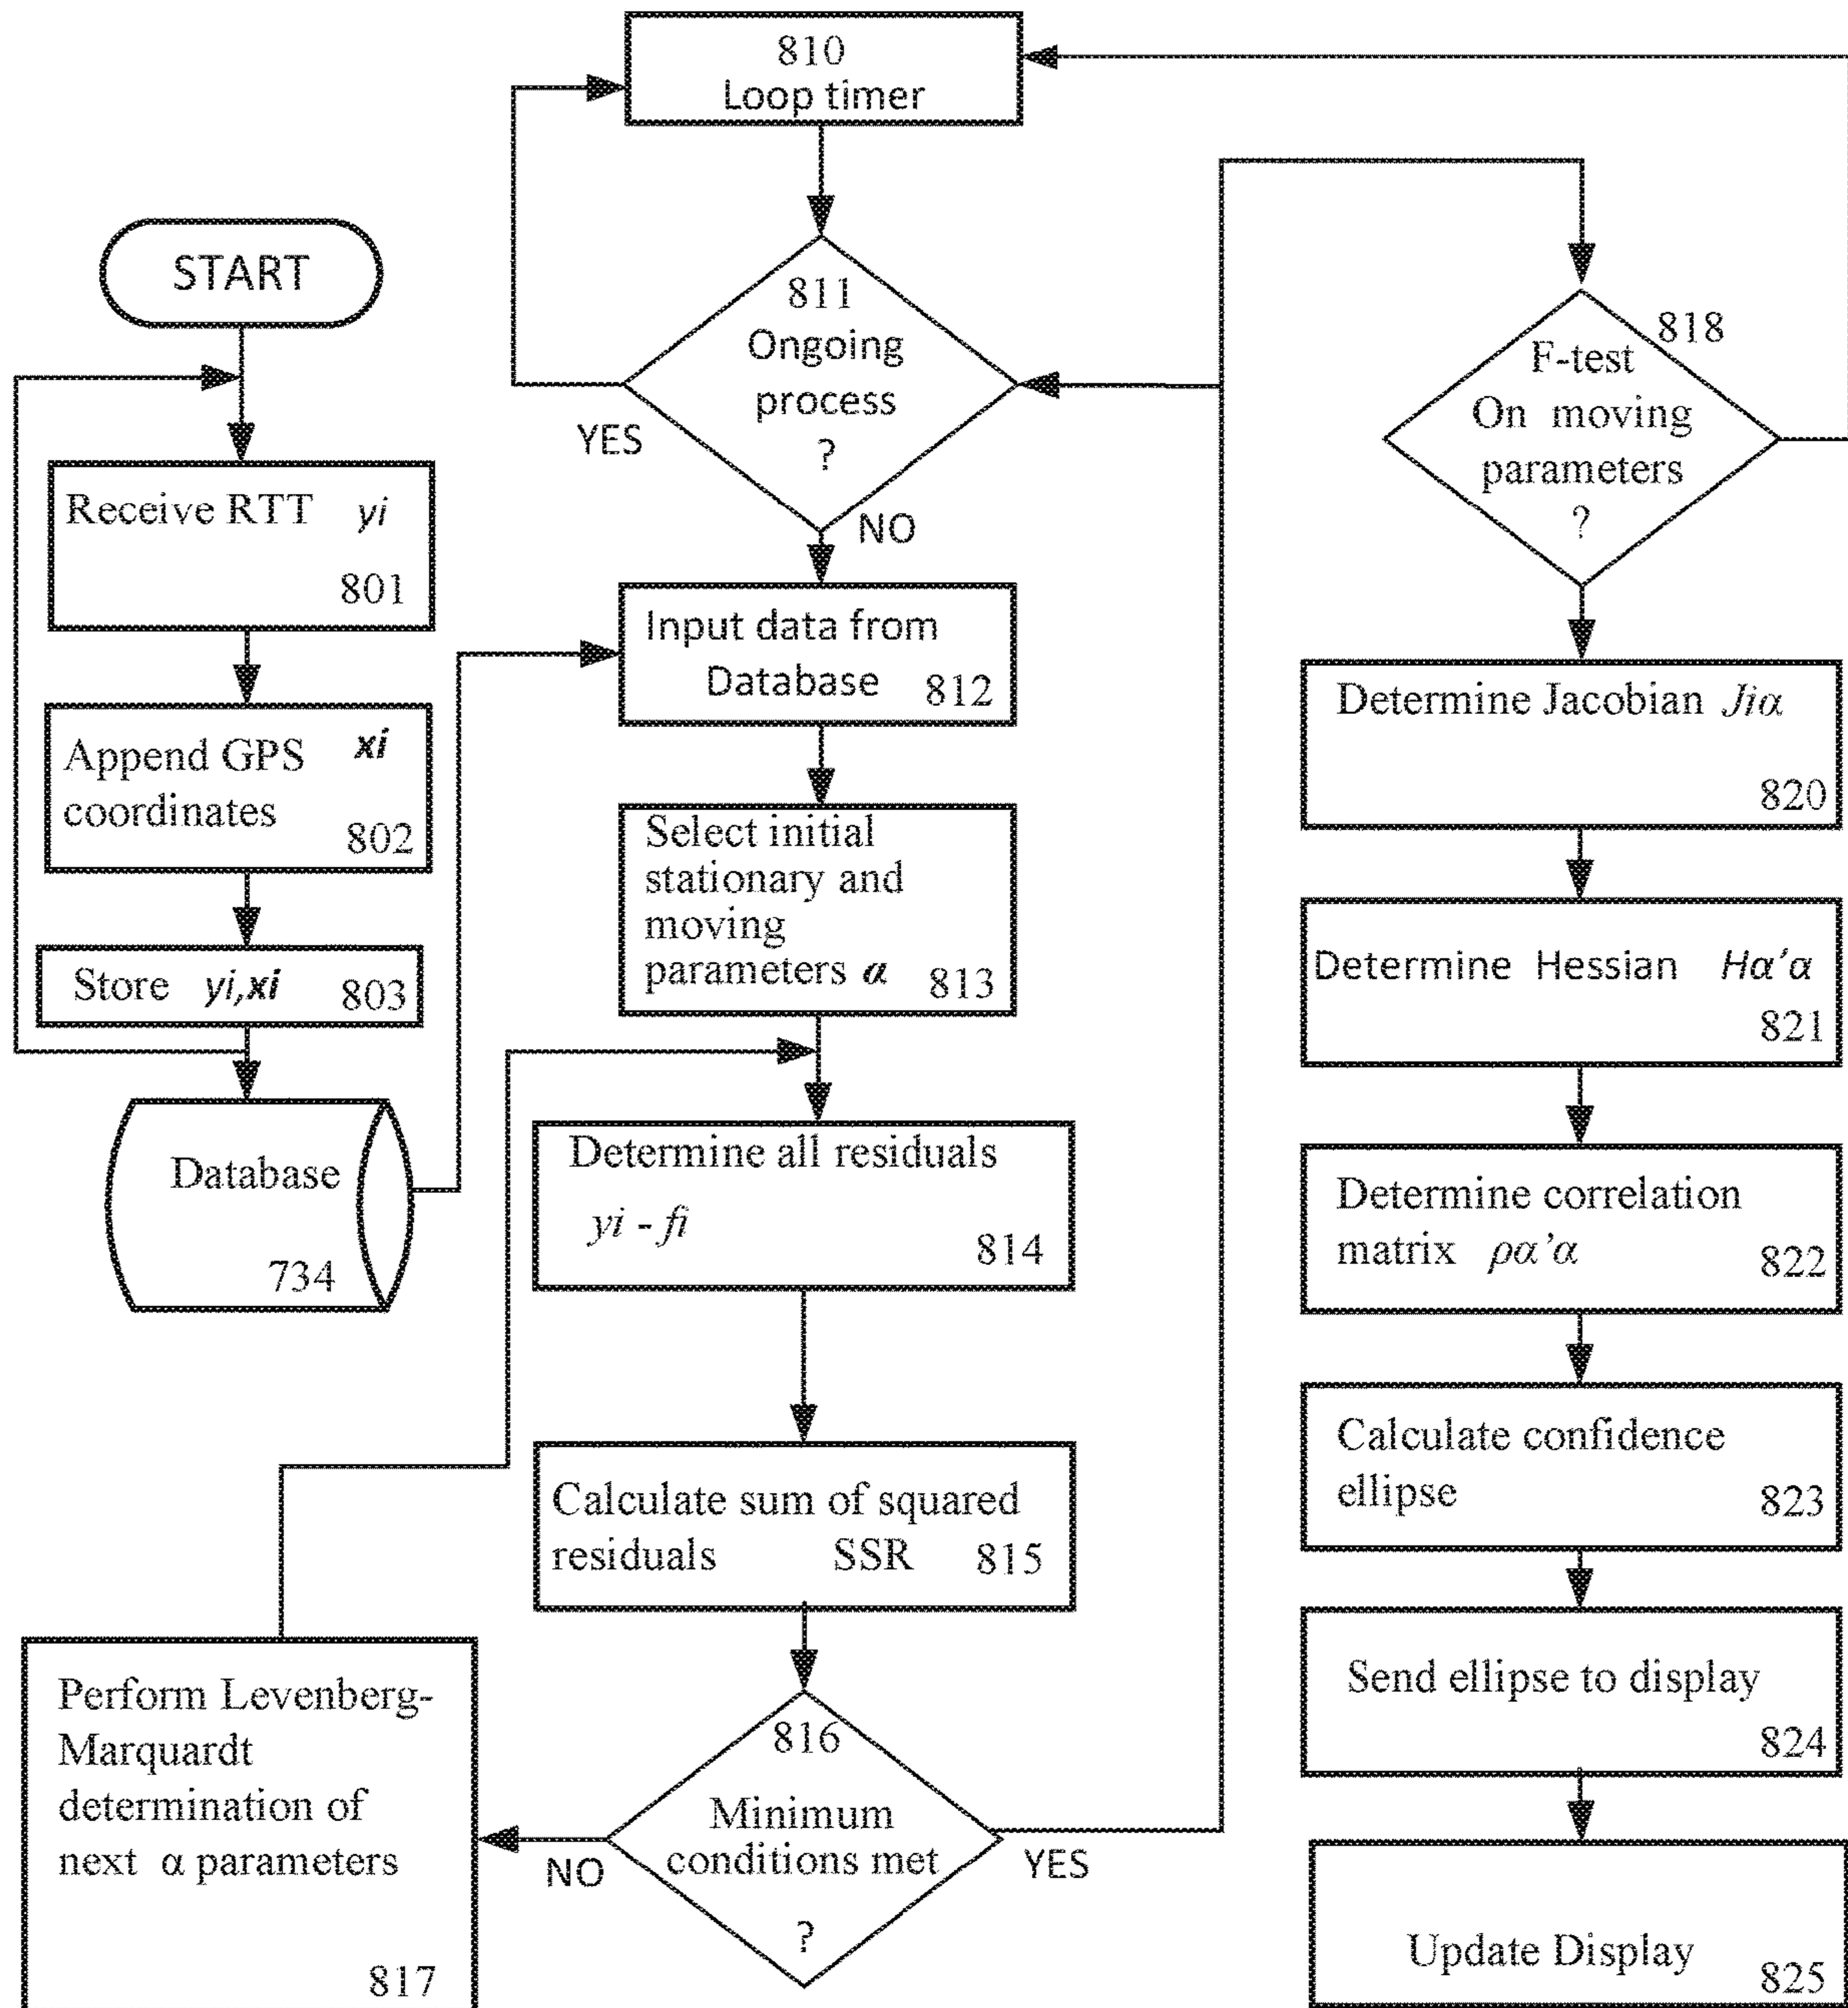 START
Receive RTT yi
801
Append GPS xi
coordinates
802
Store yi,xi 803
Database
734
810
Loop timer
811
Ongoing
process
?
YES
NO
Input data from
Database 812
Select initial
stationary and
moving
parameters α 813
Determine all residuals
yi - fi
814
Calculate sum of squared
residuals SSR 815
816
Minimum
conditions met
?
NO
YES
Perform Levenberg-
Marquardt
determination of
next α parameters
817
818
F-test
On moving
parameters
?
Determine Jacobian Jiα
820
Determine Hessian Hα’α
821
Determine correlation
matrix ρα’α
822
Calculate confidence
ellipse
823
Send ellipse to display
824
Update Display
825